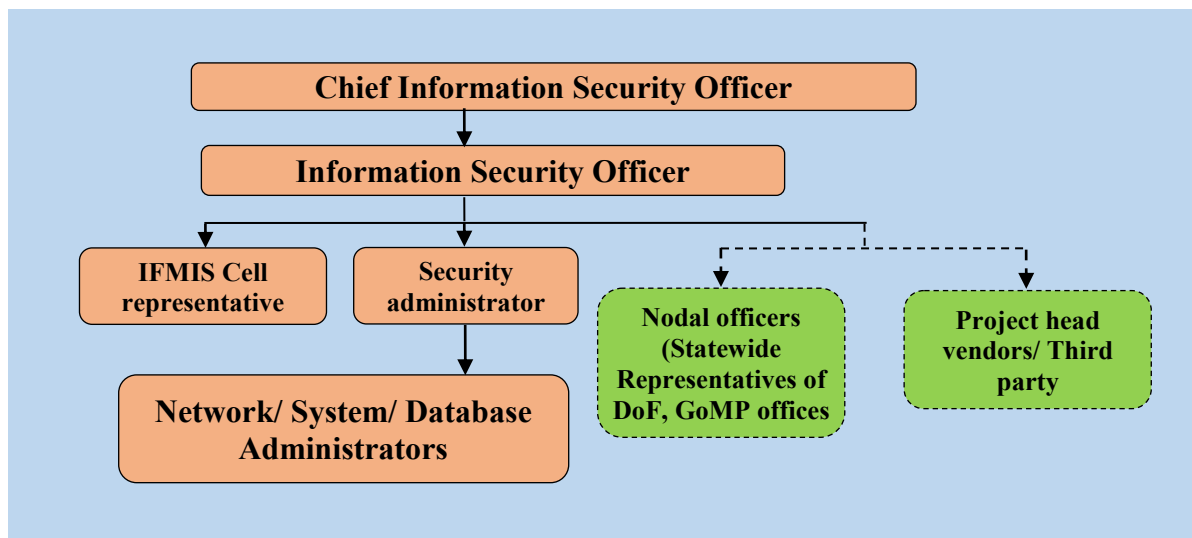 Chief Information Security Officer
Information Security Officer
IFMIS Cell
representative
Security
administrator
Nodal officers
(Statewide
Representatives of
DoF, GoMP offices
Project head
vendors/ Third
party
Network/ System/ Database
Administrators